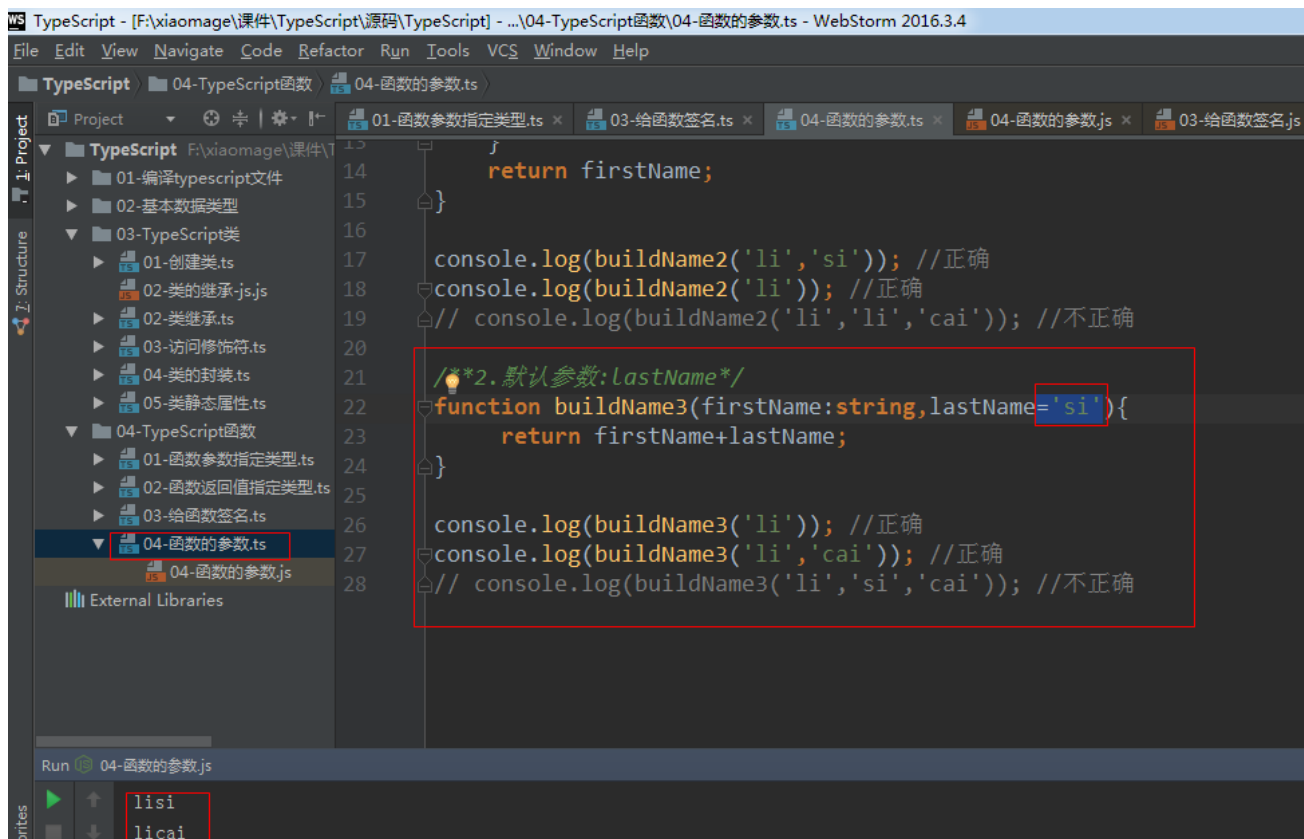 WS TypeScript - [F:\xiaomage\课件\TypeScript\源码\TypeScript] - ...\04-TypeScript函数\04-函数的参数.ts - WebStorm 2016.3.4
File Edit View Navigate Code Refactor Run Tools VCS Window Help
TypeScript 04-TypeScript函数 04-函数的参数.ts
Project
01-函数参数指定类型.ts × 03-给函数签名.ts × 04-函数的参数.ts × 04-函数的参数.js × 03-给函数签名.js
1: Project
7: Structure
TypeScript F:\xiaomage\课件\T
01-编译typescript文件
02-基本数据类型
03-TypeScript类
01-创建类.ts
02-类的继承-js.js
02-类继承.ts
03-访问修饰符.ts
04-类的封装.ts
05-类静态属性.ts
04-TypeScript函数
01-函数参数指定类型.ts
02-函数返回值指定类型.ts
03-给函数签名.ts
04-函数的参数.ts
04-函数的参数.js
External Libraries
13 }
14 return firstName;
15 }
16
17 console.log(buildName2('li','si')); //正确
18 console.log(buildName2('li')); //正确
19 // console.log(buildName2('li','li','cai')); //不正确
20
21 /**2.默认参数:lastName*/
22 function buildName3(firstName:string,lastName='si'){
23 return firstName+lastName;
24 }
25
26 console.log(buildName3('li')); //正确
27 console.log(buildName3('li','cai')); //正确
28 // console.log(buildName3('li','si','cai')); //不正确
Run 04-函数的参数.js
lisi
licai